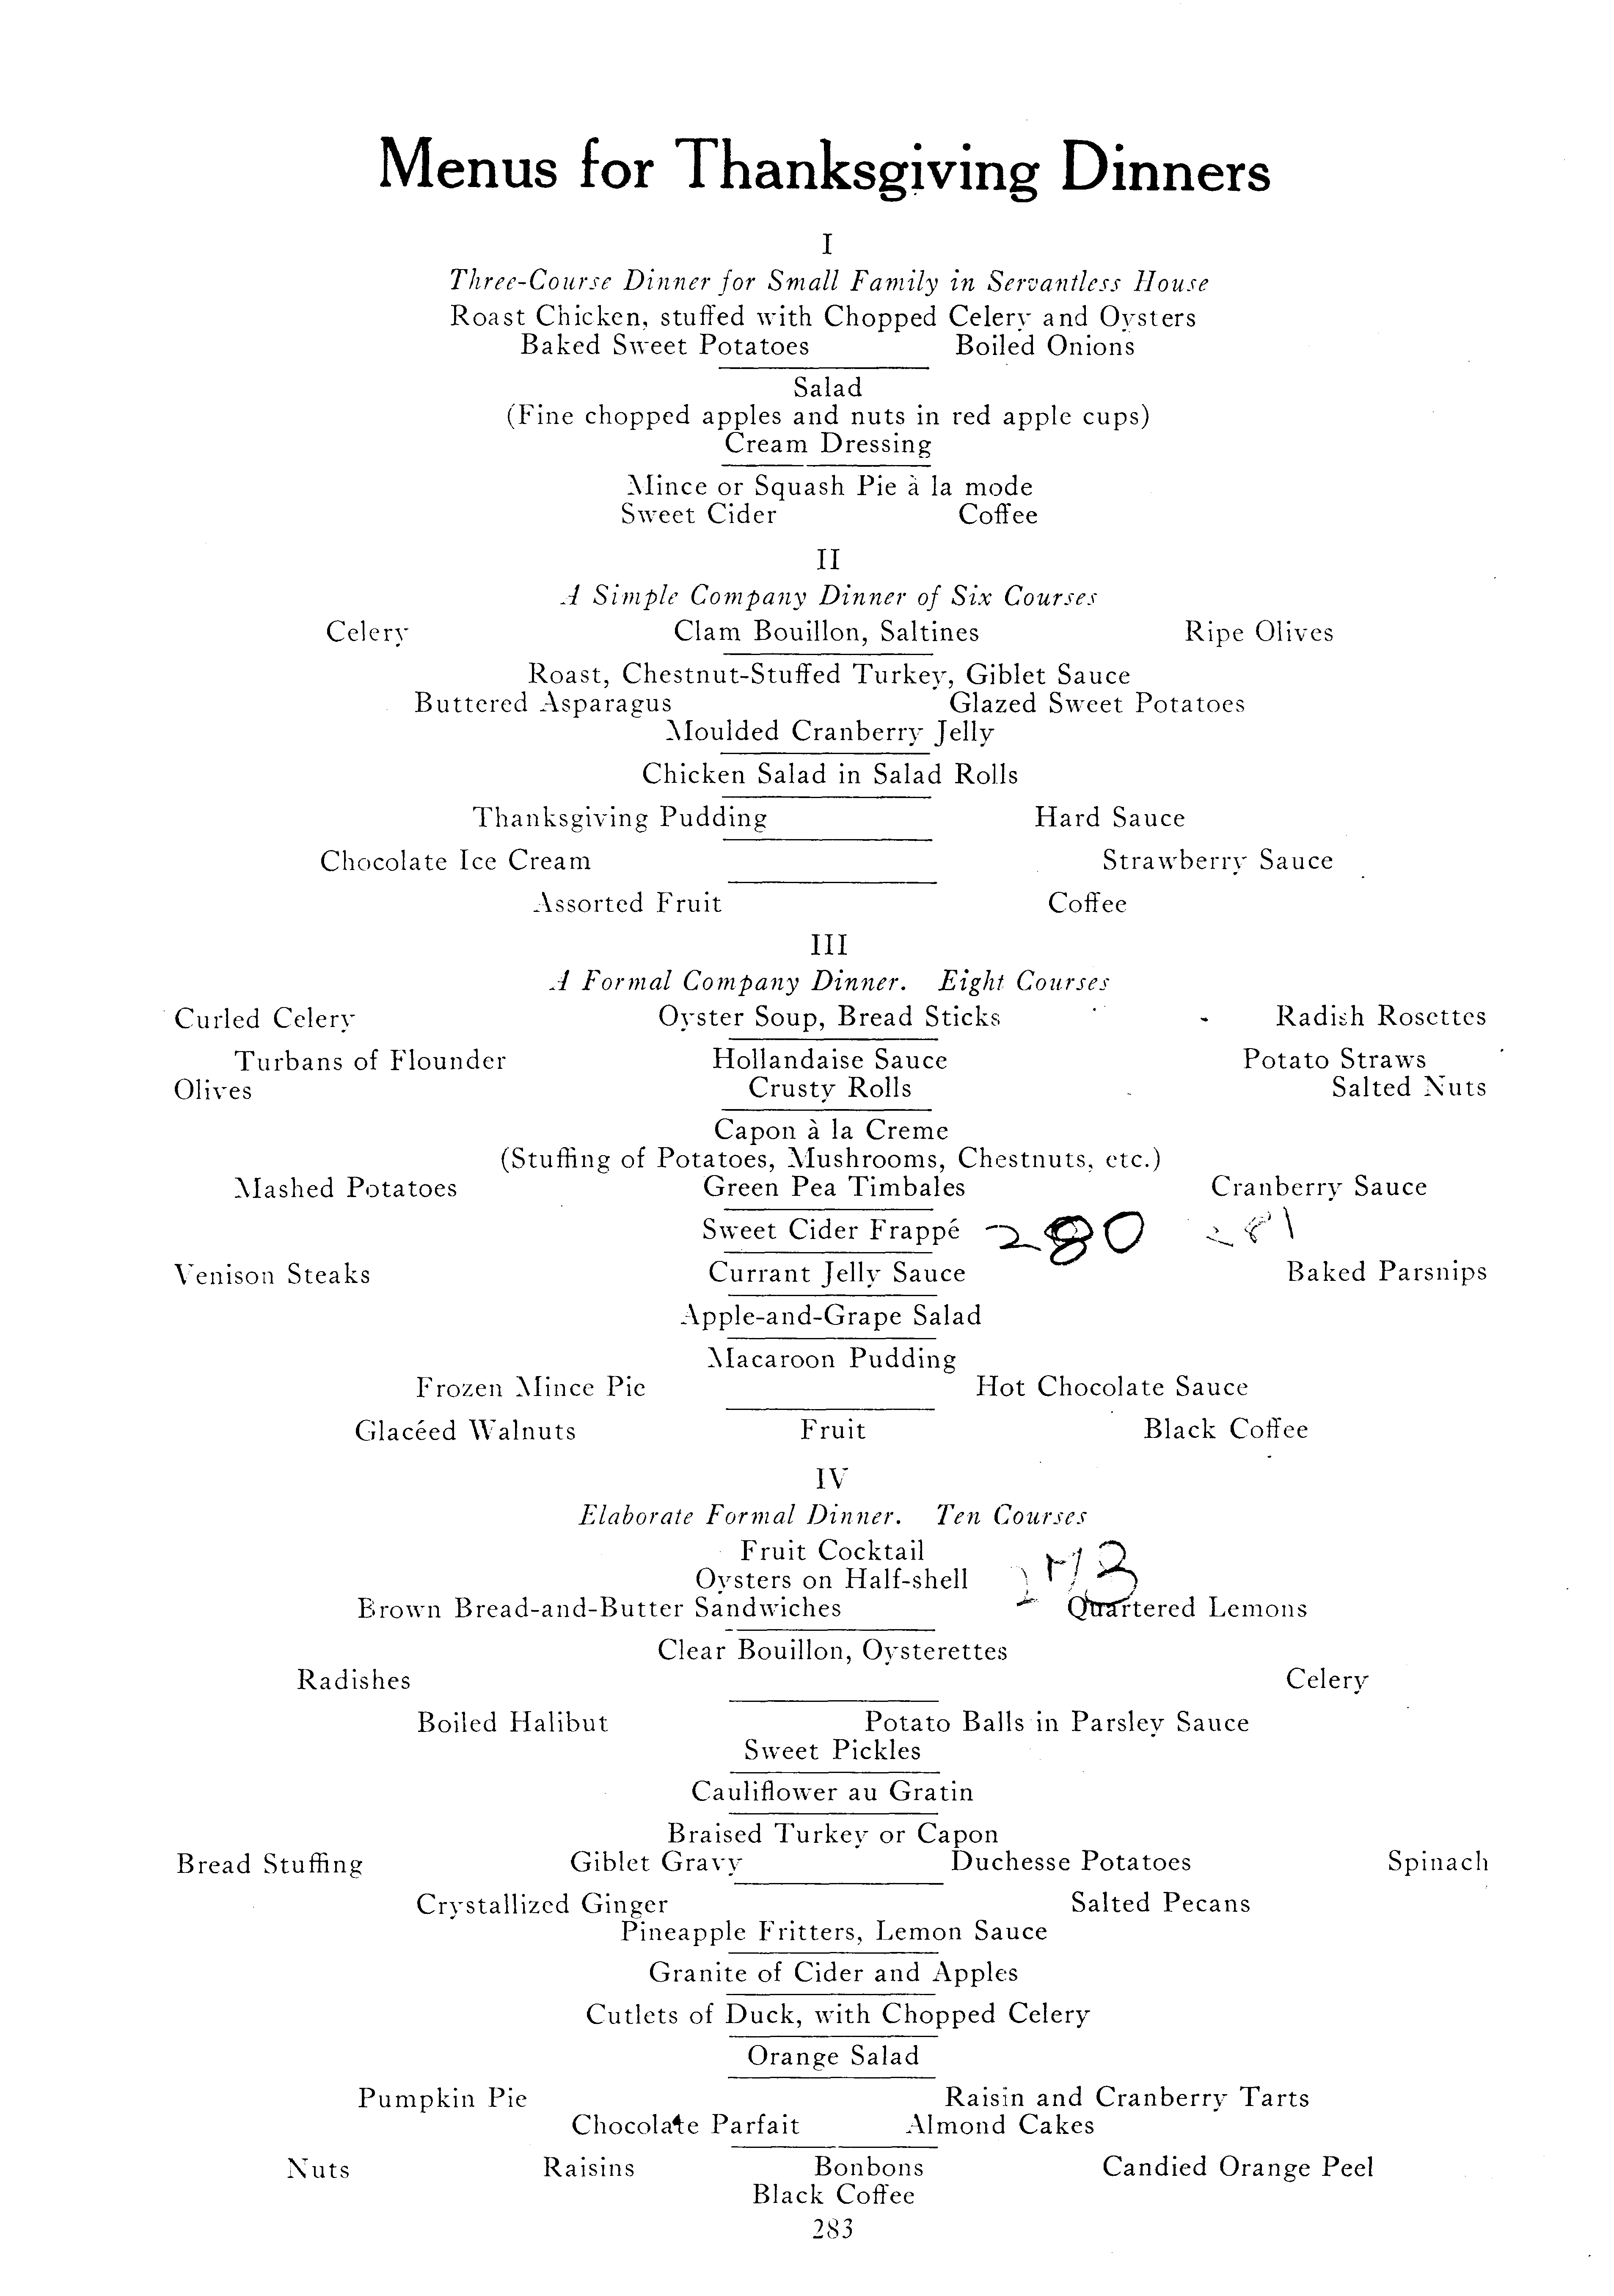 Menus for Thanksgiving Dinners
I
Three-Course Dinner for Small Family in Servantless House
Roast Chicken, stuffed with Chopped Celery and Oysters
Baked Sweet Potatoes Boiled Onions
Salad
(Fine chopped apples and nuts in red apple cups)
Cream Dressing
Mince or Squash Pie à la mode
Sweet Cider Coffee
II
A Simple Company Dinner of Six Courses
Celery Clam Bouillon, Saltines Ripe Olives
Roast, Chestnut-Stuffed Turkey, Giblet Sauce
Buttered Asparagus Glazed Sweet Potatoes
Moulded Cranberry Jelly
Chicken Salad in Salad Rolls
Thanksgiving Pudding Hard Sauce
Chocolate Ice Cream Strawberry Sauce
Assorted Fruit Coffee
III
A Formal Company Dinner. Eight Courses
Curled Celery Oyster Soup, Bread Sticks Radish Rosettes
Turbans of Flounder Hollandaise Sauce Potato Straws
Olives Crusty Rolls Salted Nuts
Capon à la Creme
(Stuffing of Potatoes, Mushrooms, Chestnuts, etc.)
Mashed Potatoes Green Pea Timbales Cranberry Sauce
Sweet Cider Frappé 280 281
Venison Steaks Currant Jelly Sauce Baked Parsnips
Apple-and-Grape Salad
Macaroon Pudding
Frozen Mince Pie Hot Chocolate Sauce
Glacéed Walnuts Fruit Black Coffee
IV
Elaborate Formal Dinner. Ten Courses
Fruit Cocktail
Oysters on Half-shell
Brown Bread-and-Butter Sandwiches Quartered Lemons
Clear Bouillon, Oysterettes
Radishes Celery
Boiled Halibut Potato Balls in Parsley Sauce
Sweet Pickles
Cauliflower au Gratin
Braised Turkey or Capon
Bread Stuffing Giblet Gravy Duchesse Potatoes Spinach
Crystallized Ginger Salted Pecans
Pineapple Fritters, Lemon Sauce
Granite of Cider and Apples
Cutlets of Duck, with Chopped Celery
Orange Salad
Pumpkin Pie Raisin and Cranberry Tarts
Chocolate Parfait Almond Cakes
Nuts Raisins Bonbons Candied Orange Peel
Black Coffee
283